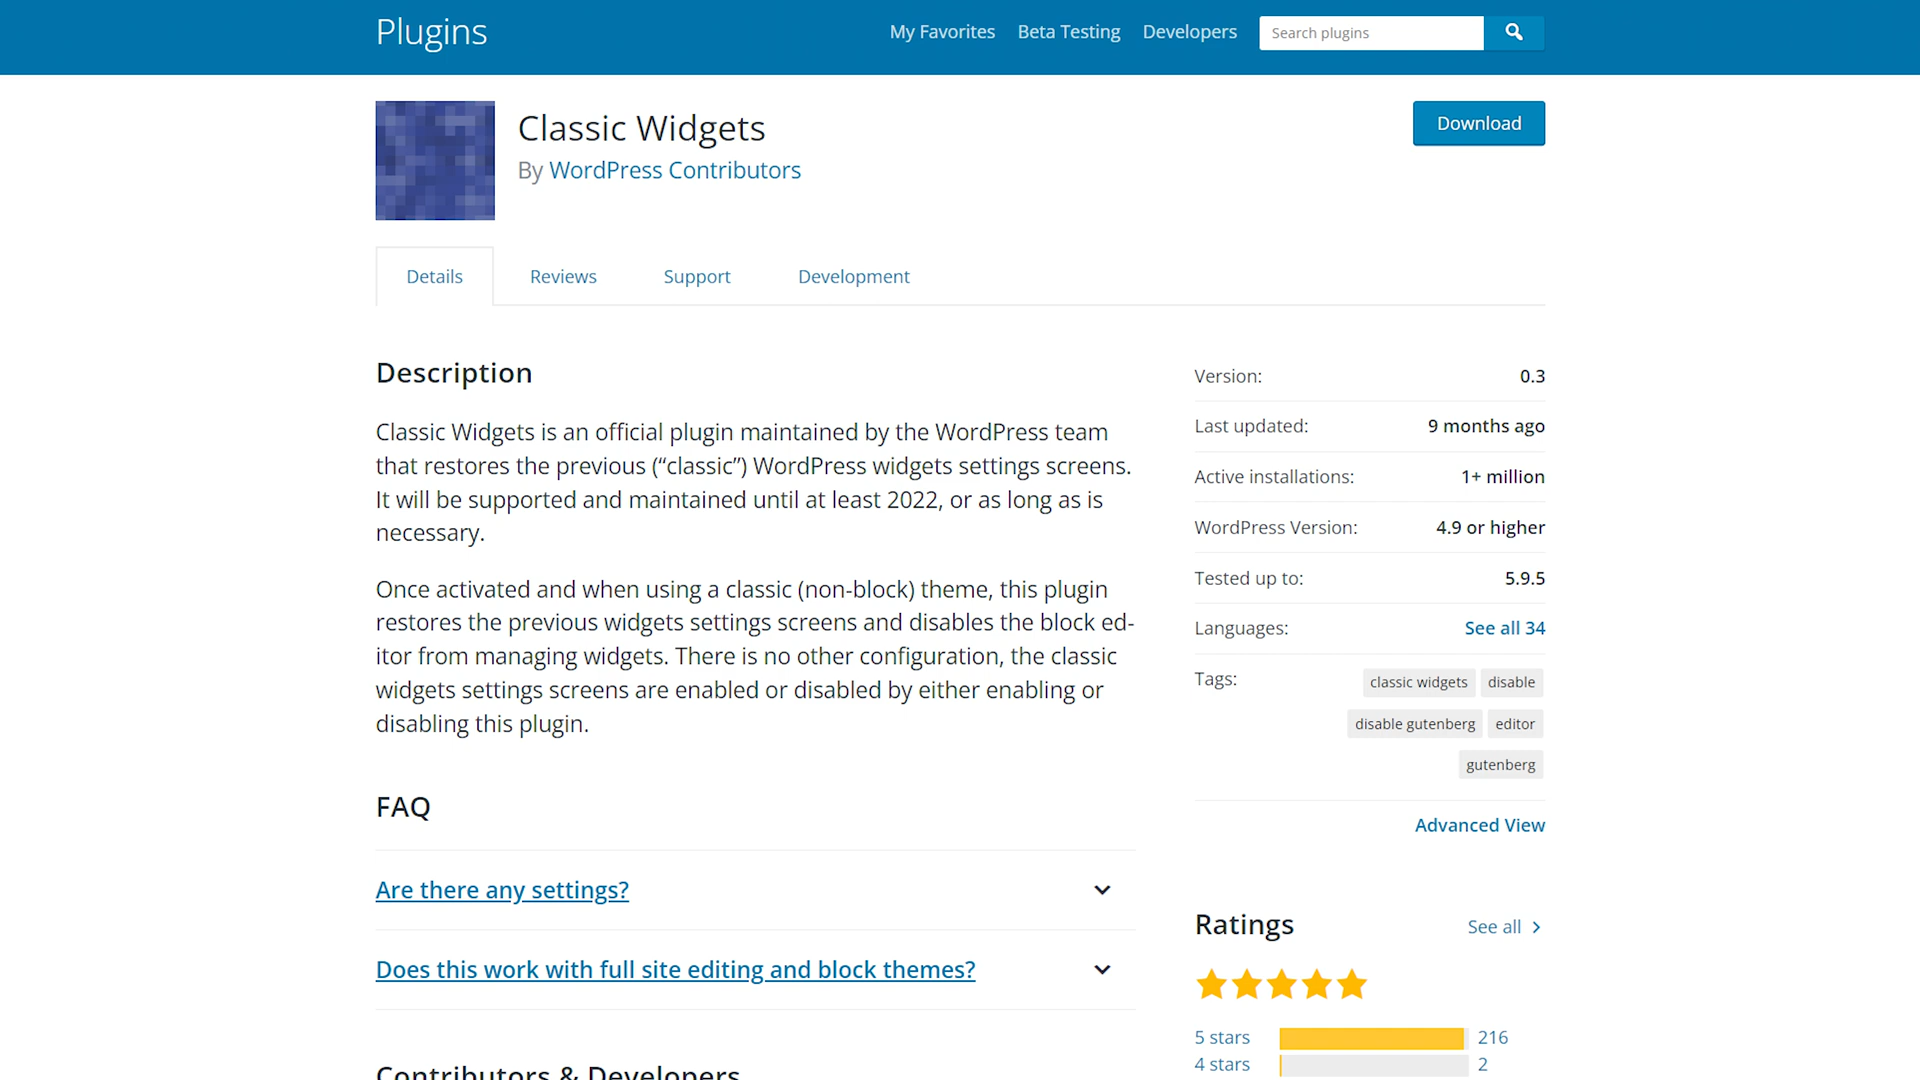 Plugins
My Favorites
Beta Testing
Developers
Search plugins
Classic Widgets
By WordPress Contributors
Download
Details
Reviews
Support
Development
Description
Classic Widgets is an official plugin maintained by the WordPress team
that restores the previous (“classic”) WordPress widgets settings screens.
It will be supported and maintained until at least 2022, or as long as is
necessary.
Once activated and when using a classic (non-block) theme, this plugin
restores the previous widgets settings screens and disables the block ed-
itor from managing widgets. There is no other configuration, the classic
widgets settings screens are enabled or disabled by either enabling or
disabling this plugin.
FAQ
Are there any settings?
Does this work with full site editing and block themes?
Contributors & Developers
Version: 0.3
Last updated: 9 months ago
Active installations: 1+ million
WordPress Version: 4.9 or higher
Tested up to: 5.9.5
Languages: See all 34
Tags: classic widgets disable
disable gutenberg editor
gutenberg
Advanced View
Ratings See all
5 stars 216
4 stars 2